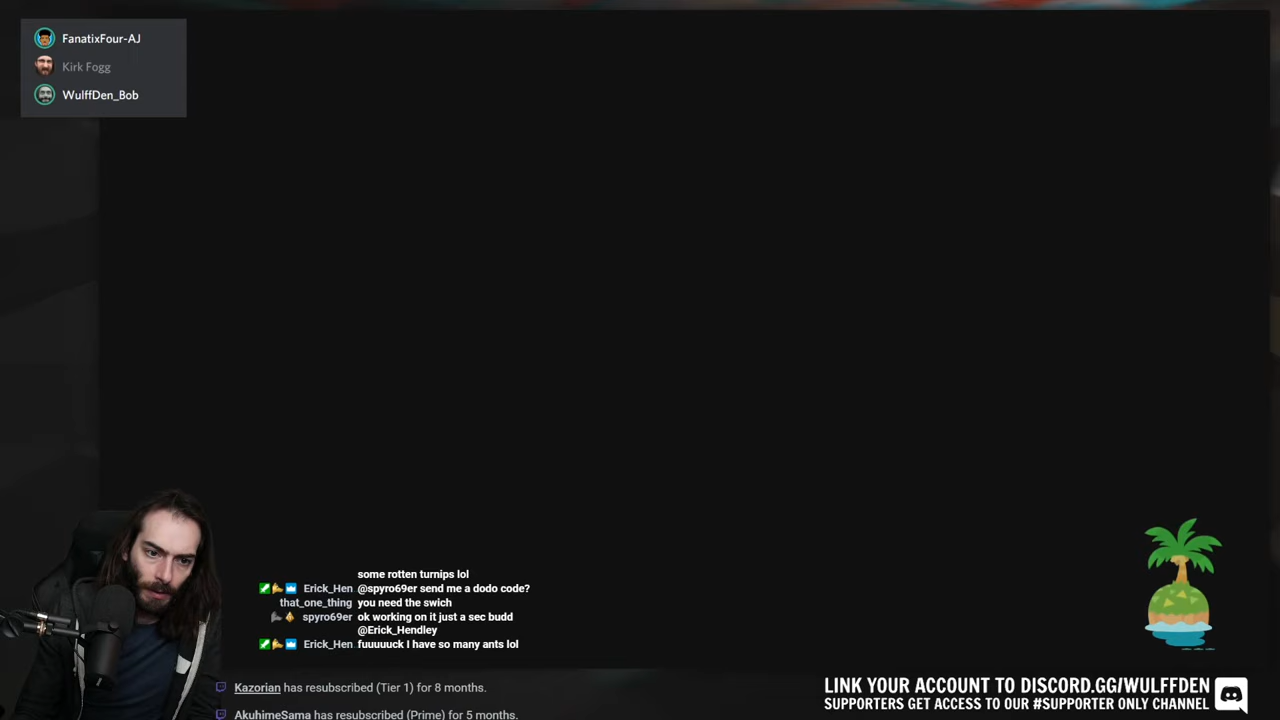 FanatixFour-AJ
Kirk Fogg
WulffDen_Bob
some rotten turnips lol
Erick_Hen @spyro69er send me a dodo code?
that_one_thing you need the swich
spyro69er ok working on it just a sec budd
@Erick_Hendley
Erick_Hen fuuuuuck I have so many ants lol
Kazorian has resubscribed (Tier 1) for 8 months.
AkuhimeSama has resubscribed (Prime) for 5 months.
LINK YOUR ACCOUNT TO DISCORD.GG/WULFFDEN
SUPPORTERS GET ACCESS TO OUR #SUPPORTER ONLY CHANNEL